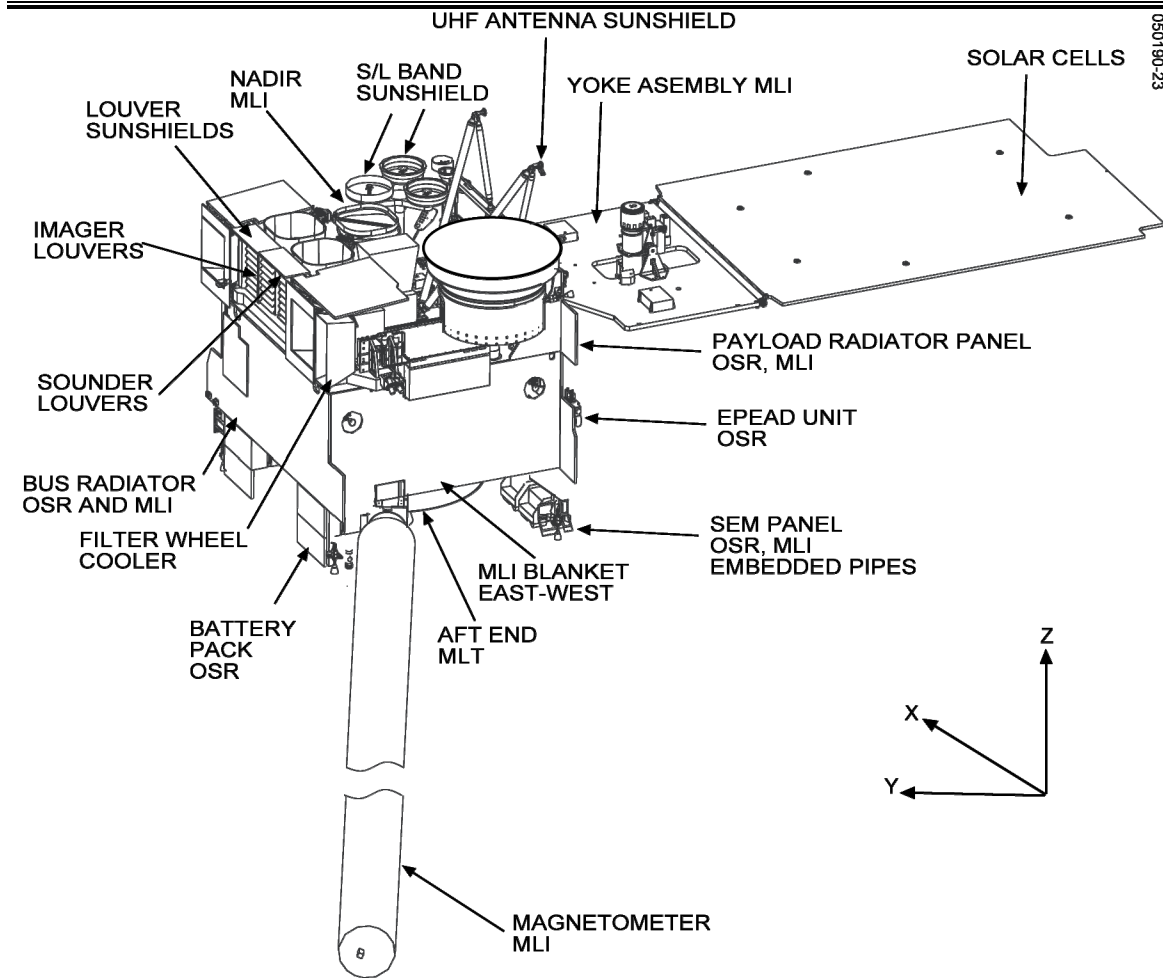 UHF ANTENNA SUNSHIELD
050190-23
SOLAR CELLS
S/L BAND
SUNSHIELD
YOKE ASEMBLY MLI
NADIR
MLI
LOUVER
SUNSHIELDS
IMAGER
LOUVERS
PAYLOAD RADIATOR PANEL
OSR, MLI
SOUNDER
LOUVERS
EPEAD UNIT
OSR
BUS RADIATOR
OSR AND MLI
FILTER WHEEL
COOLER
SEM PANEL
OSR, MLI
EMBEDDED PIPES
MLI BLANKET
EAST-WEST
BATTERY
PACK
OSR
AFT END
MLT
Z
X
Y
MAGNETOMETER
MLI